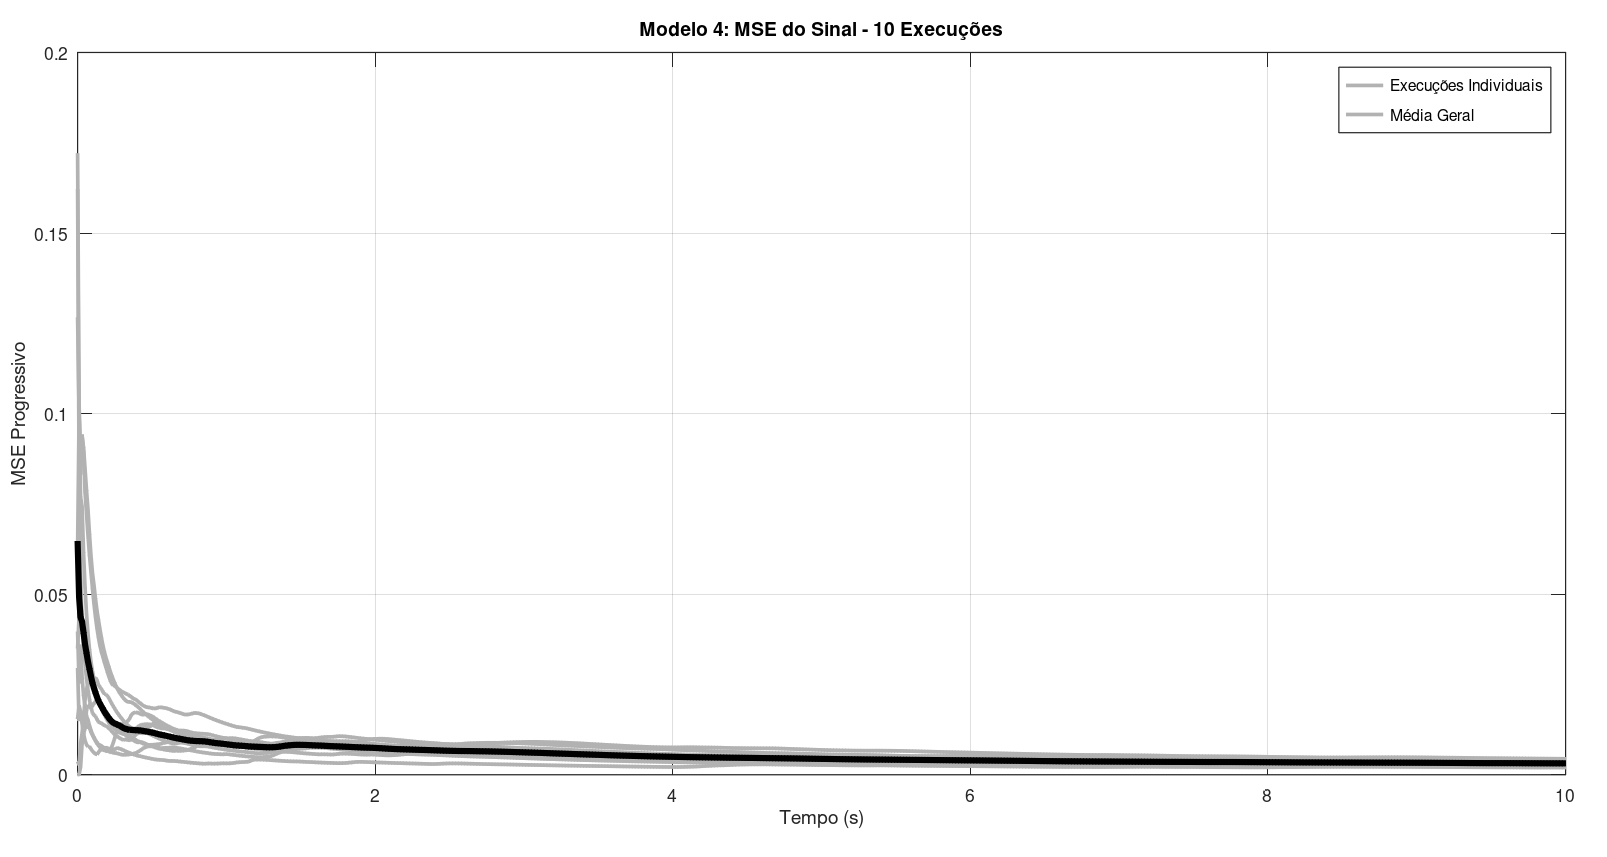 Modelo 4: MSE do Sinal - 10 Execuções
Execuções Individuais
Média Geral
0.2
0.15
0.1
0.05
0
MSE Progressivo
0 2 4 6 8 10
Tempo (s)